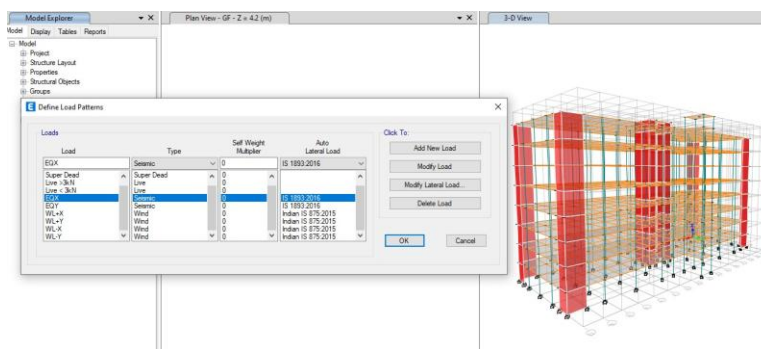 Model Explorer
Plan View - GF - Z = 4.2 (m)
3-D View
Model Display Tables Reports
Model
Project
Structure Layout
Properties
Structural Objects
Groups
E Define Load Patterns
Loads
Click To:
Load Type Self Weight Multiplier Auto Lateral Load
EQX Seismic 0 IS 1893:2016
Super Dead Super Dead 0
Live >3kN Live 0
Live < 3kN Live 0
EQX Seismic 0 IS 1893:2016
EQY Seismic 0 IS 1893:2016
WL+X Wind 0 Indian IS 875:2015
WL+Y Wind 0 Indian IS 875:2015
WL-X Wind 0 Indian IS 875:2015
WL-Y Wind 0 Indian IS 875:2015
Add New Load
Modify Load
Modify Lateral Load...
Delete Load
OK
Cancel